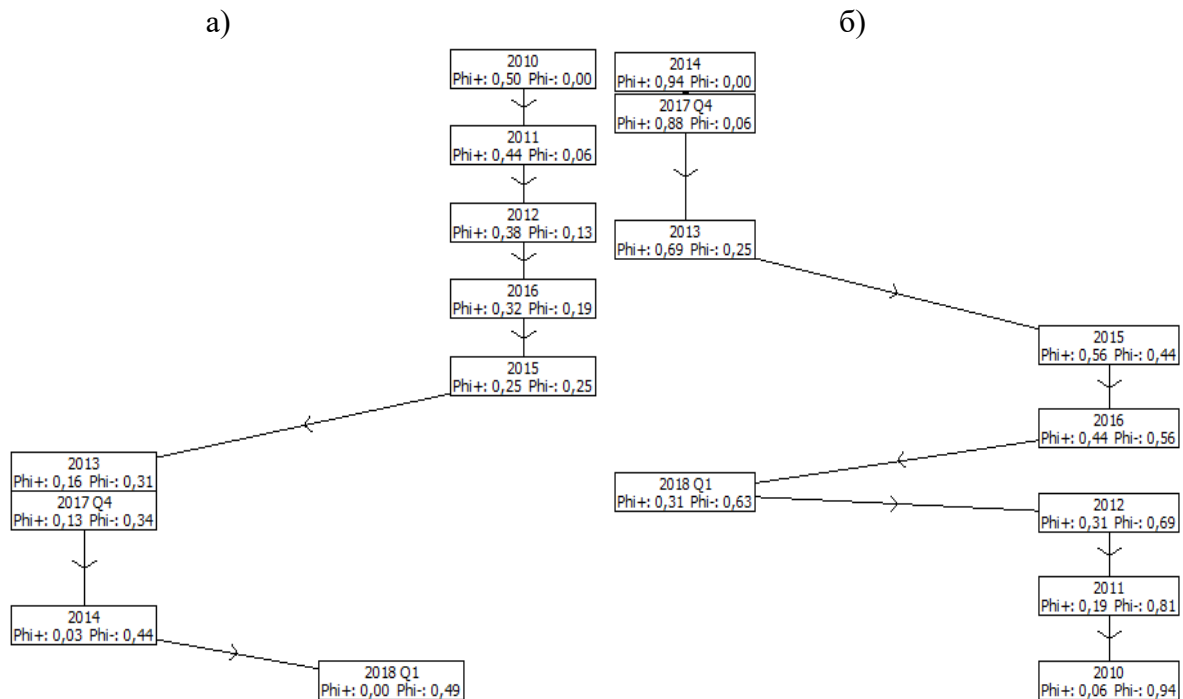 а)
2010
Phi+: 0,50 Phi-: 0,00
2011
Phi+: 0,44 Phi-: 0,06
2012
Phi+: 0,38 Phi-: 0,13
2016
Phi+: 0,32 Phi-: 0,19
2015
Phi+: 0,25 Phi-: 0,25
2013
Phi+: 0,16 Phi-: 0,31
2017 Q4
Phi+: 0,13 Phi-: 0,34
2014
Phi+: 0,03 Phi-: 0,44
2018 Q1
Phi+: 0,00 Phi-: 0,49
б)
2014
Phi+: 0,94 Phi-: 0,00
2017 Q4
Phi+: 0,88 Phi-: 0,06
2013
Phi+: 0,69 Phi-: 0,25
2015
Phi+: 0,56 Phi-: 0,44
2016
Phi+: 0,44 Phi-: 0,56
2018 Q1
Phi+: 0,31 Phi-: 0,63
2012
Phi+: 0,31 Phi-: 0,69
2011
Phi+: 0,19 Phi-: 0,81
2010
Phi+: 0,06 Phi-: 0,94